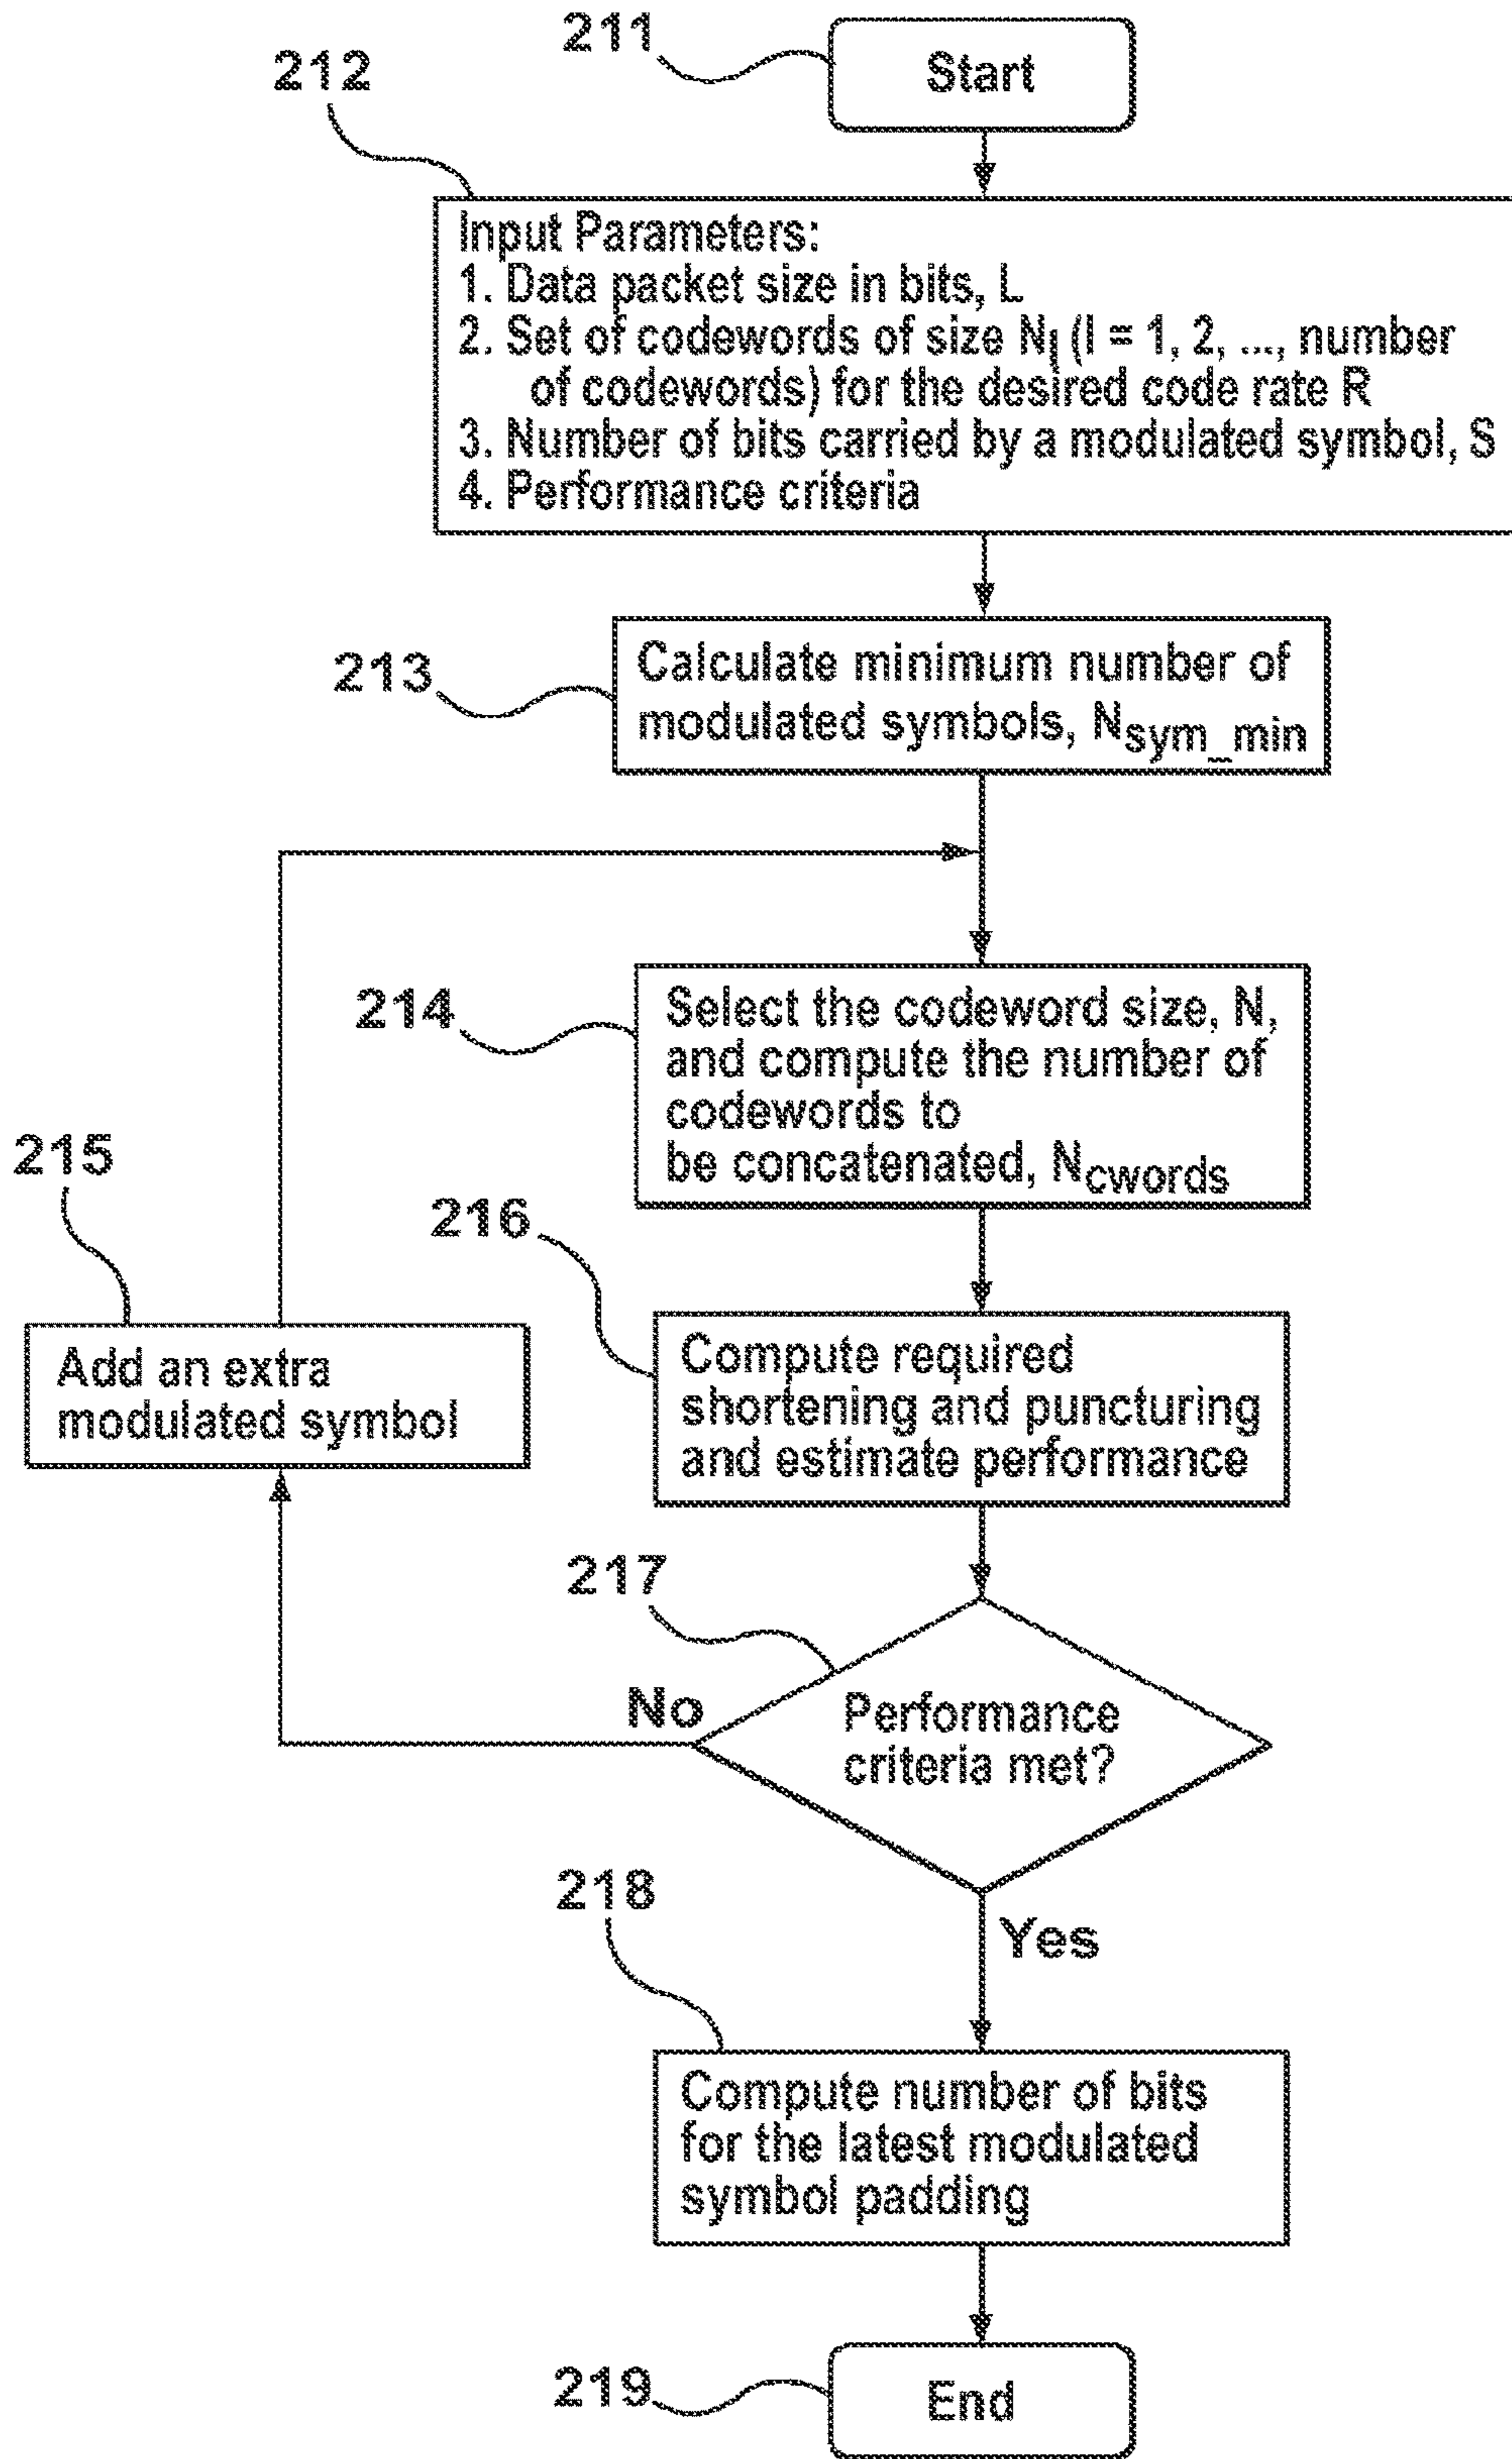 211
Start
212
Input Parameters:
1. Data packet size in bits, L
2. Set of codewords of size Nl (l = 1, 2, ..., number
of codewords) for the desired code rate R
3. Number of bits carried by a modulated symbol, S
4. Performance criteria
213
Calculate minimum number of
modulated symbols, Nsym_min
214
Select the codeword size, N,
and compute the number of
codewords to
be concatenated, Ncwords
215
Add an extra
modulated symbol
216
Compute required
shortening and puncturing
and estimate performance
217
No
Performance
criteria met?
218
Yes
Compute number of bits
for the latest modulated
symbol padding
219
End